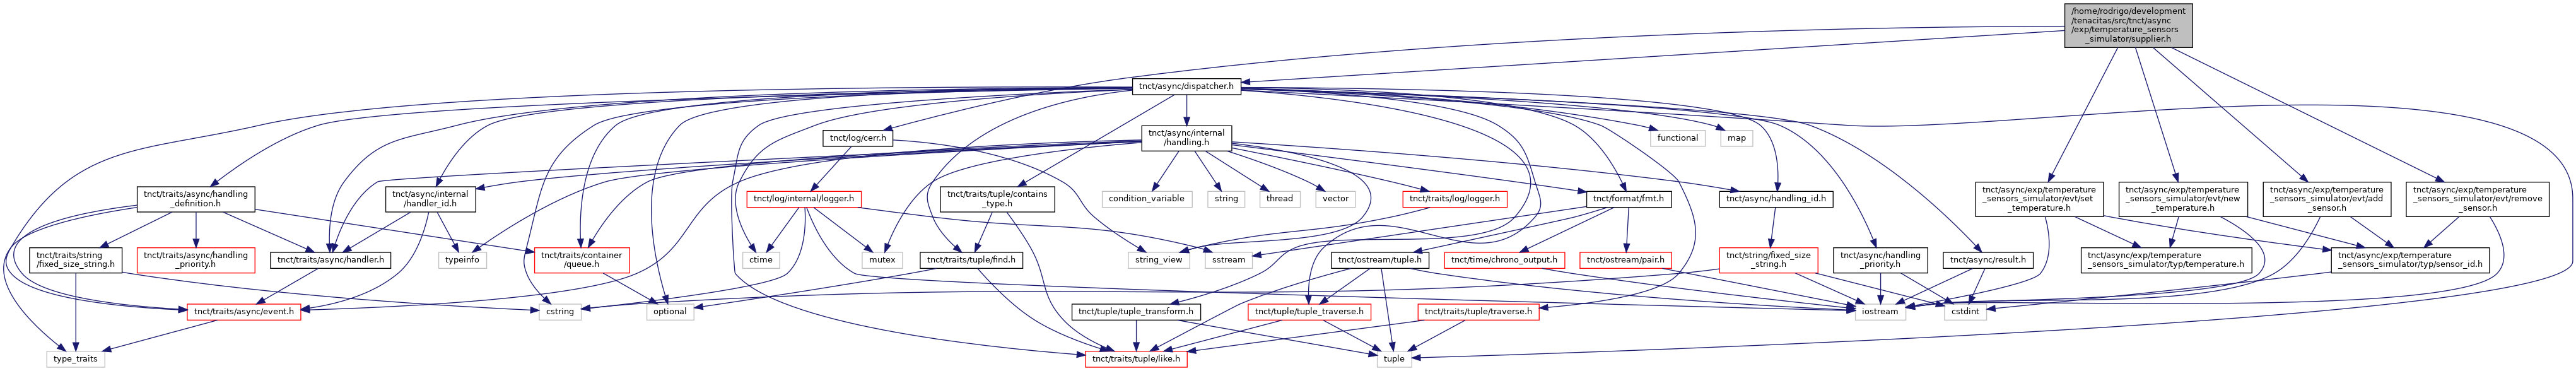 /home/rodrigo/development
/tenacitas/src/tnct/async
/exp/temperature_sensors
_simulator/supplier.h
tnct/async/dispatcher.h
tnct/log/cerr.h
tnct/async/internal
/handling.h
functional
map
tnct/traits/async/handling
_definition.h
tnct/async/internal
/handler_id.h
tnct/log/internal/logger.h
tnct/traits/tuple/contains
_type.h
condition_variable
string
thread
vector
tnct/traits/log/logger.h
tnct/format/fmt.h
tnct/async/handling_id.h
tnct/async/exp/temperature
_sensors_simulator/evt/set
_temperature.h
tnct/async/exp/temperature
_sensors_simulator/evt/new
_temperature.h
tnct/async/exp/temperature
_sensors_simulator/evt/add
_sensor.h
tnct/async/exp/temperature
_sensors_simulator/evt/remove
_sensor.h
tnct/traits/string
/fixed_size_string.h
tnct/traits/async/handling
_priority.h
tnct/traits/async/handler.h
typeinfo
tnct/traits/container
/queue.h
ctime
mutex
tnct/traits/tuple/find.h
string_view
sstream
tnct/ostream/tuple.h
tnct/time/chrono_output.h
tnct/ostream/pair.h
tnct/string/fixed_size
_string.h
tnct/async/handling
_priority.h
tnct/async/result.h
tnct/async/exp/temperature
_sensors_simulator/typ/temperature.h
tnct/async/exp/temperature
_sensors_simulator/typ/sensor_id.h
tnct/traits/async/event.h
cstring
optional
tnct/tuple/tuple_transform.h
tnct/tuple/tuple_traverse.h
tnct/traits/tuple/traverse.h
iostream
cstdint
type_traits
tnct/traits/tuple/like.h
tuple